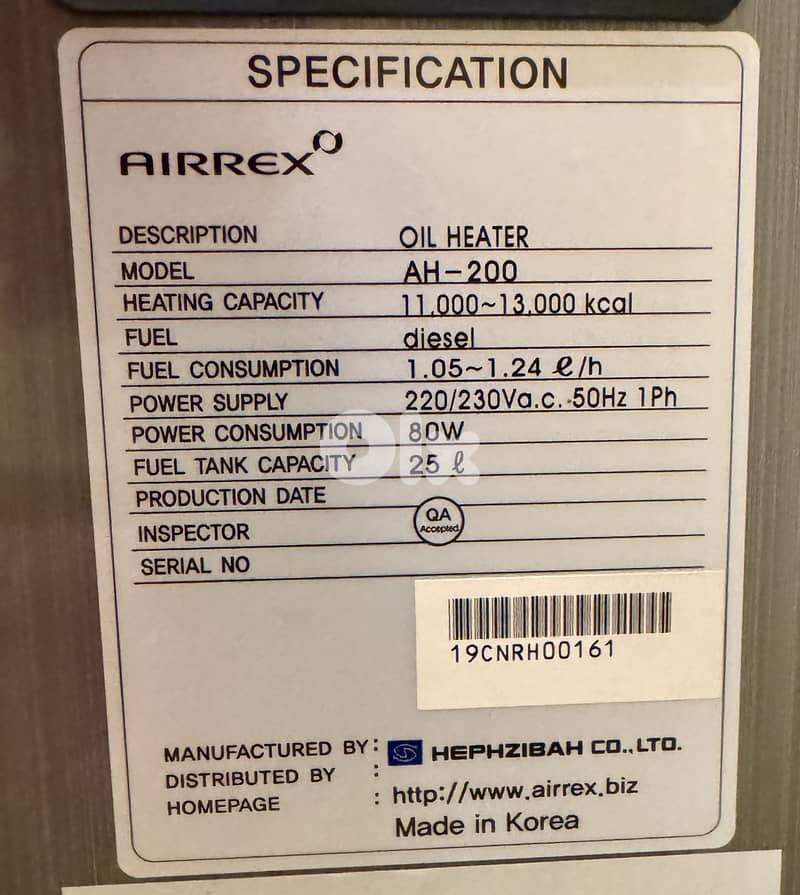 SPECIFICATION
AIRREX
DESCRIPTION OIL HEATER
MODEL AH-200
HEATING CAPACITY 11,000~13,000 kcal
FUEL diesel
FUEL CONSUMPTION 1.05~1.24 ℓ/h
POWER SUPPLY 220/230Va.c. 50Hz 1Ph
POWER CONSUMPTION 80W
FUEL TANK CAPACITY 25 ℓ
PRODUCTION DATE
INSPECTOR QA Accepted
SERIAL NO
19CNRH00161
MANUFACTURED BY : HEPHZIBAH CO.,LTD.
DISTRIBUTED BY :
HOMEPAGE : http://www.airrex.biz
Made in Korea
olx